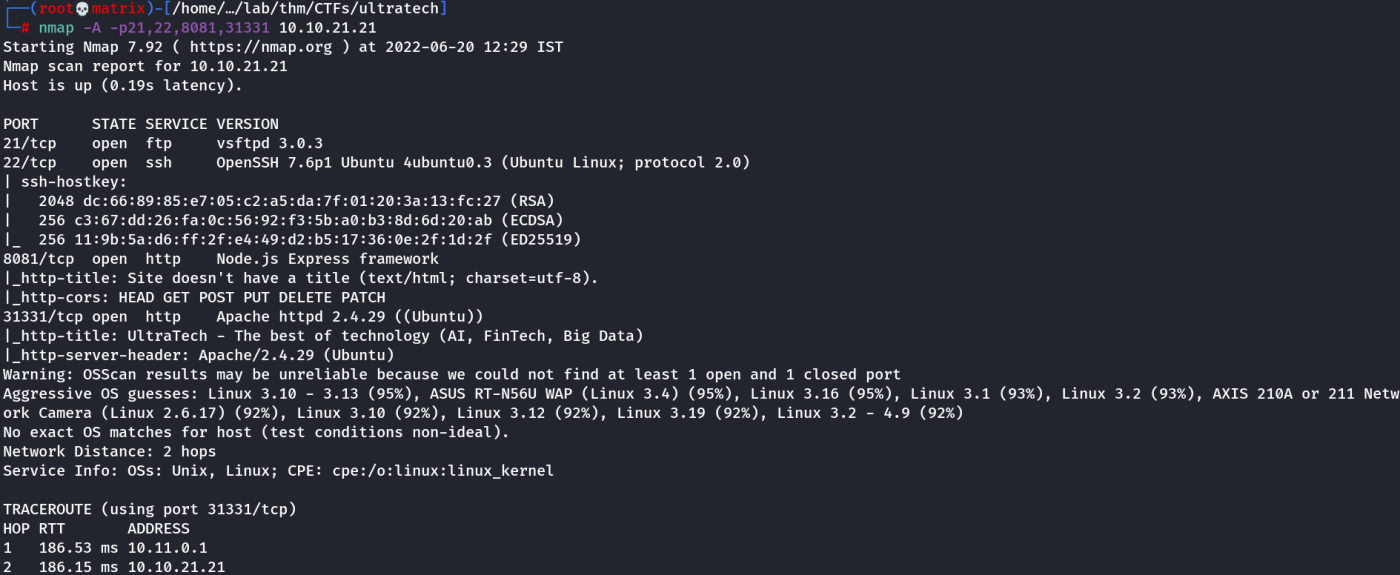 ┌──(root💀matrix)-[/home/…/lab/thm/CTFs/ultratech]
└─# nmap -A -p21,22,8081,31331 10.10.21.21
Starting Nmap 7.92 ( https://nmap.org ) at 2022-06-20 12:29 IST
Nmap scan report for 10.10.21.21
Host is up (0.19s latency).

PORT      STATE SERVICE VERSION
21/tcp    open  ftp     vsftpd 3.0.3
22/tcp    open  ssh     OpenSSH 7.6p1 Ubuntu 4ubuntu0.3 (Ubuntu Linux; protocol 2.0)
| ssh-hostkey:
|   2048 dc:66:89:85:e7:05:c2:a5:da:7f:01:20:3a:13:fc:27 (RSA)
|   256 c3:67:dd:26:fa:0c:56:92:f3:5b:a0:b3:8d:6d:20:ab (ECDSA)
|_  256 11:9b:5a:d6:ff:2f:e4:49:d2:b5:17:36:0e:2f:1d:2f (ED25519)
8081/tcp  open  http    Node.js Express framework
|_http-title: Site doesn't have a title (text/html; charset=utf-8).
|_http-cors: HEAD GET POST PUT DELETE PATCH
31331/tcp open  http    Apache httpd 2.4.29 ((Ubuntu))
|_http-title: UltraTech - The best of technology (AI, FinTech, Big Data)
|_http-server-header: Apache/2.4.29 (Ubuntu)
Warning: OSScan results may be unreliable because we could not find at least 1 open and 1 closed port
Aggressive OS guesses: Linux 3.10 - 3.13 (95%), ASUS RT-N56U WAP (Linux 3.4) (95%), Linux 3.16 (95%), Linux 3.1 (93%), Linux 3.2 (93%), AXIS 210A or 211 Netw
ork Camera (Linux 2.6.17) (92%), Linux 3.10 (92%), Linux 3.12 (92%), Linux 3.19 (92%), Linux 3.2 - 4.9 (92%)
No exact OS matches for host (test conditions non-ideal).
Network Distance: 2 hops
Service Info: OSs: Unix, Linux; CPE: cpe:/o:linux:linux_kernel

TRACEROUTE (using port 31331/tcp)
HOP RTT       ADDRESS
1   186.53 ms 10.11.0.1
2   186.15 ms 10.10.21.21